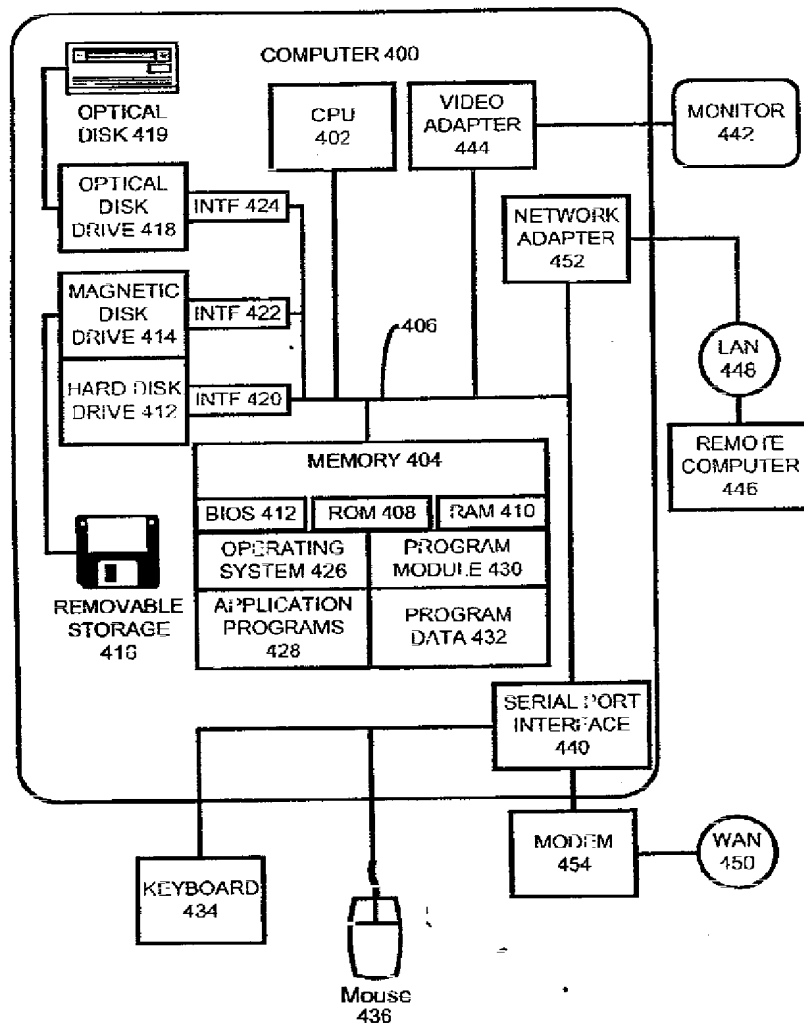 COMPUTER 400
OPTICAL
DISK 419
CPU
402
VIDEO
ADAPTER
444
MONITOR
442
OPTICAL
DISK
DRIVE 418
INTF 424
NETWORK
ADAPTER
452
MAGNETIC
DISK
DRIVE 414
INTF 422
406
LAN
448
HARD DISK
DRIVE 412
INTF 420
REMOTE
COMPUTER
446
MEMORY 404
BIOS 412
ROM 408
RAM 410
OPERATING
SYSTEM 426
PROGRAM
MODULE 430
APPLICATION
PROGRAMS
428
PROGRAM
DATA 432
REMOVABLE
STORAGE
416
SERIAL PORT
INTERFACE
440
MODEM
454
WAN
450
KEYBOARD
434
Mouse
436